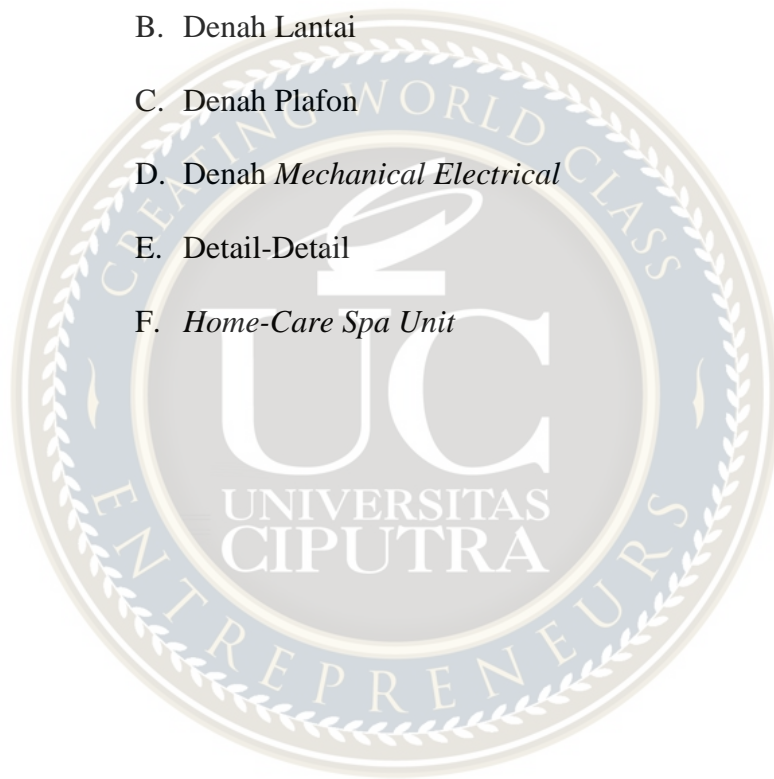 B. Denah Lantai
C. Denah Plafon
D. Denah Mechanical Electrical
E. Detail-Detail
F. Home-Care Spa Unit
CREATING WORLD CLASS
UC
UNIVERSITAS
CIPUTRA
ENTREPRENEURS